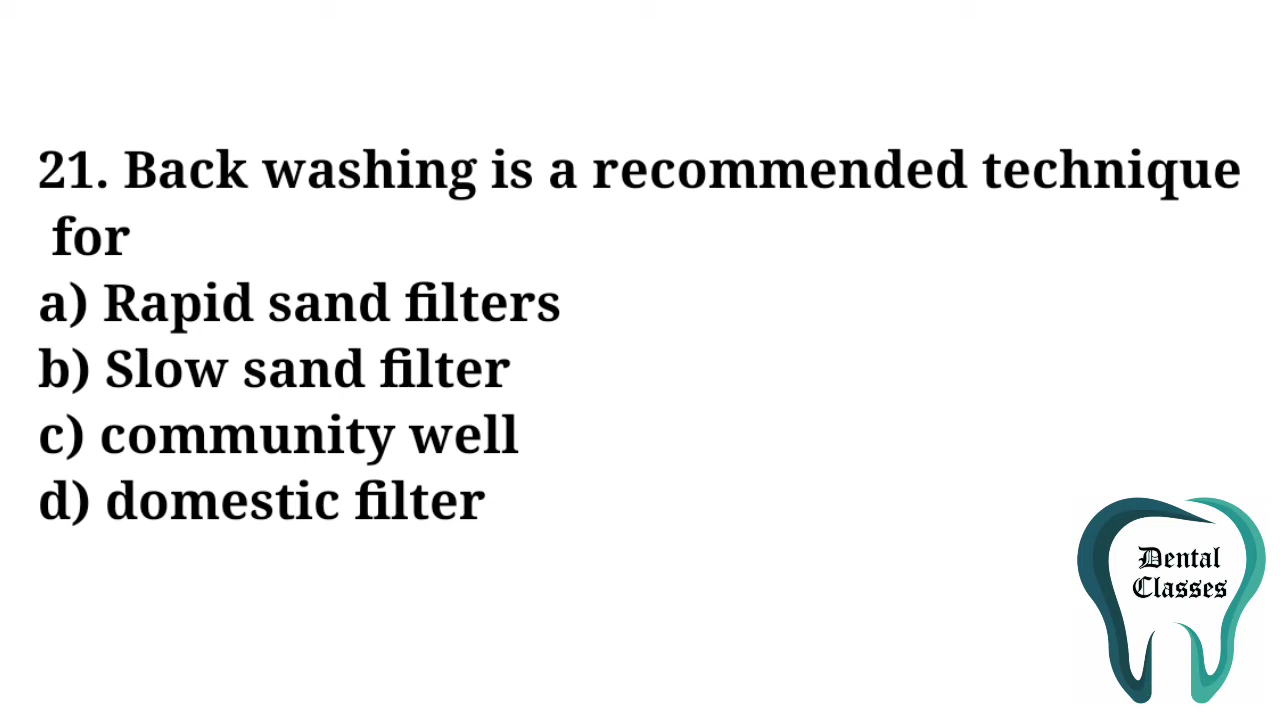 21. Back washing is a recommended technique
for
a) Rapid sand filters
b) Slow sand filter
c) community well
d) domestic filter
Dental
Classes